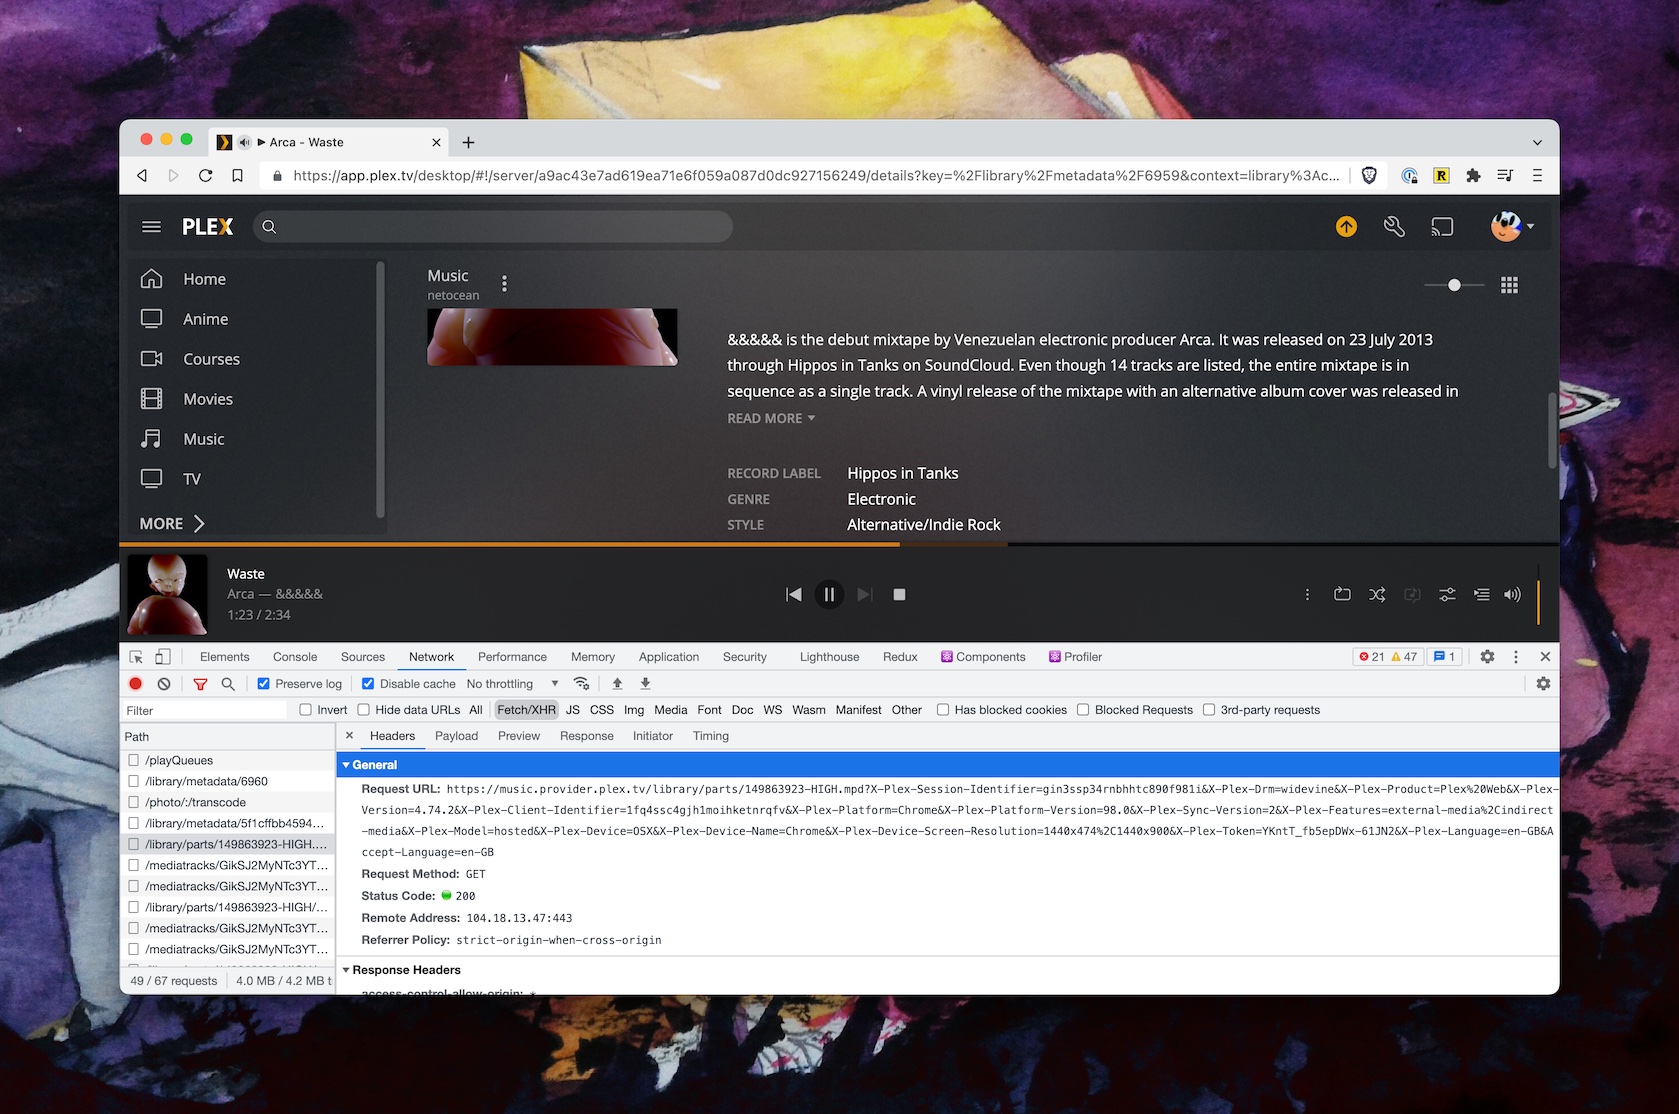 Arca - Waste
https://app.plex.tv/desktop/#!/server/a9ac43e7ad619ea71e6f059a087d0dc927156249/details?key=%2Flibrary%2Fmetadata%2F6959&context=library%3Ac...
R
PLEX
Home
Anime
Courses
Movies
Music
TV
MORE
Music
netocean
&&&&& is the debut mixtape by Venezuelan electronic producer Arca. It was released on 23 July 2013
through Hippos in Tanks on SoundCloud. Even though 14 tracks are listed, the entire mixtape is in
sequence as a single track. A vinyl release of the mixtape with an alternative album cover was released in
READ MORE
RECORD LABEL Hippos in Tanks
GENRE Electronic
STYLE Alternative/Indie Rock
Waste
Arca — &&&&&
1:23 / 2:34
Elements Console Sources Network Performance Memory Application Security Lighthouse Redux Components Profiler 21 47 1
Preserve log Disable cache No throttling
Filter Invert Hide data URLs All Fetch/XHR JS CSS Img Media Font Doc WS Wasm Manifest Other Has blocked cookies Blocked Requests 3rd-party requests
Path
/playQueues
/library/metadata/6960
/photo/:/transcode
/library/metadata/5f1cffbb4594...
/library/parts/149863923-HIGH....
/mediatracks/GikSJ2MyNTc3YT...
/mediatracks/GikSJ2MyNTc3YT...
/library/parts/149863923-HIGH/...
/mediatracks/GikSJ2MyNTc3YT...
/mediatracks/GikSJ2MyNTc3YT...
49 / 67 requests 4.0 MB / 4.2 MB t
Headers Payload Preview Response Initiator Timing
General
Request URL: https://music.provider.plex.tv/library/parts/149863923-HIGH.mpd?X-Plex-Session-Identifier=gin3ssp34rnbhhtc890f981i&X-Plex-Drm=widevine&X-Plex-Product=Plex%20Web&X-Plex-
Version=4.74.2&X-Plex-Client-Identifier=1fq4ssc4gjh1moihketnrqfv&X-Plex-Platform=Chrome&X-Plex-Platform-Version=98.0&X-Plex-Sync-Version=2&X-Plex-Features=external-media%2Cindirect
-media&X-Plex-Model=hosted&X-Plex-Device=OSX&X-Plex-Device-Name=Chrome&X-Plex-Device-Screen-Resolution=1440x474%2C1440x900&X-Plex-Token=YKntT_fb5epDWx-61JN2&X-Plex-Language=en-GB&A
ccept-Language=en-GB
Request Method: GET
Status Code: 200
Remote Address: 104.18.13.47:443
Referrer Policy: strict-origin-when-cross-origin
Response Headers
access-control-allow-origin: *